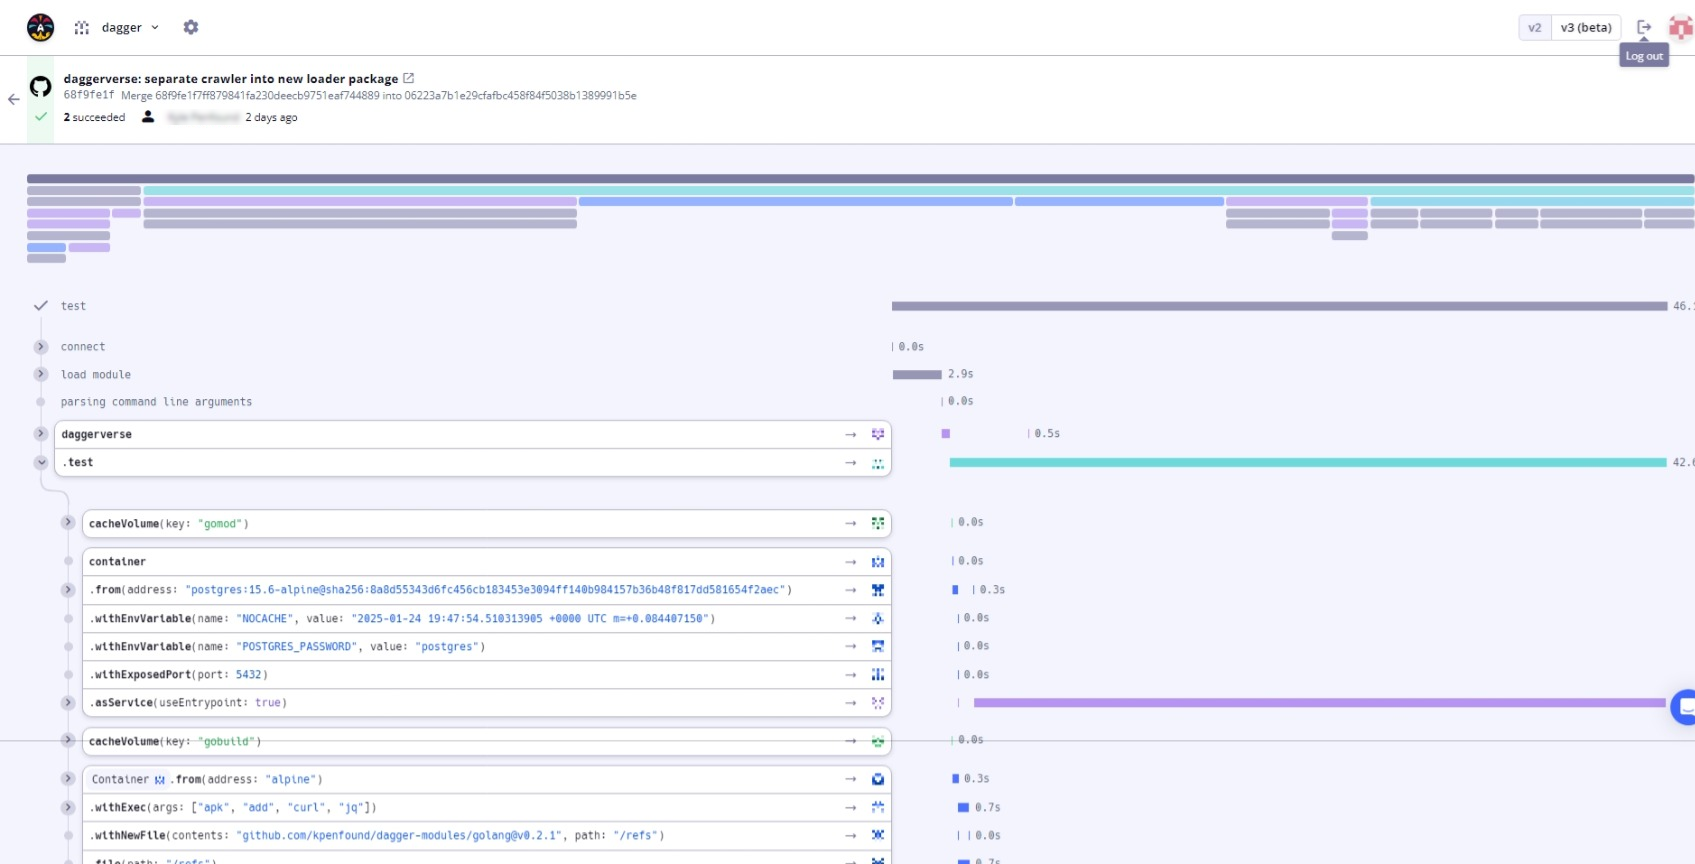 dagger
v2 v3 (beta)
Log out
daggerverse: separate crawler into new loader package
68f9fe1f Merge 68f9fe1f7ff879841fa230deecb9751eaf744889 into 06223a7b1e29cfafbc458f84f5038b1389991b5e
2 succeeded 2 days ago
test
connect 0.0s
load module 2.9s
parsing command line arguments 0.0s
daggerverse → 0.5s
.test →
cacheVolume(key: "gomod") → 0.0s
container → 0.0s
.from(address: "postgres:15.6-alpine@sha256:8a8d55343d6fc456cb183453e3094ff140b984157b36b48f817dd581654f2aec") → 0.3s
.withEnvVariable(name: "NOCACHE", value: "2025-01-24 19:47:54.510313905 +0000 UTC m=+0.084407150") → 0.0s
.withEnvVariable(name: "POSTGRES_PASSWORD", value: "postgres") → 0.0s
.withExposedPort(port: 5432) → 0.0s
.asService(useEntrypoint: true) →
cacheVolume(key: "gobuild") → 0.0s
Container .from(address: "alpine") → 0.3s
.withExec(args: ["apk", "add", "curl", "jq"]) → 0.7s
.withNewFile(contents: "github.com/kpenfound/dagger-modules/golang@v0.2.1", path: "/refs") → 0.0s
.file(path: "/refs") → 0.7s